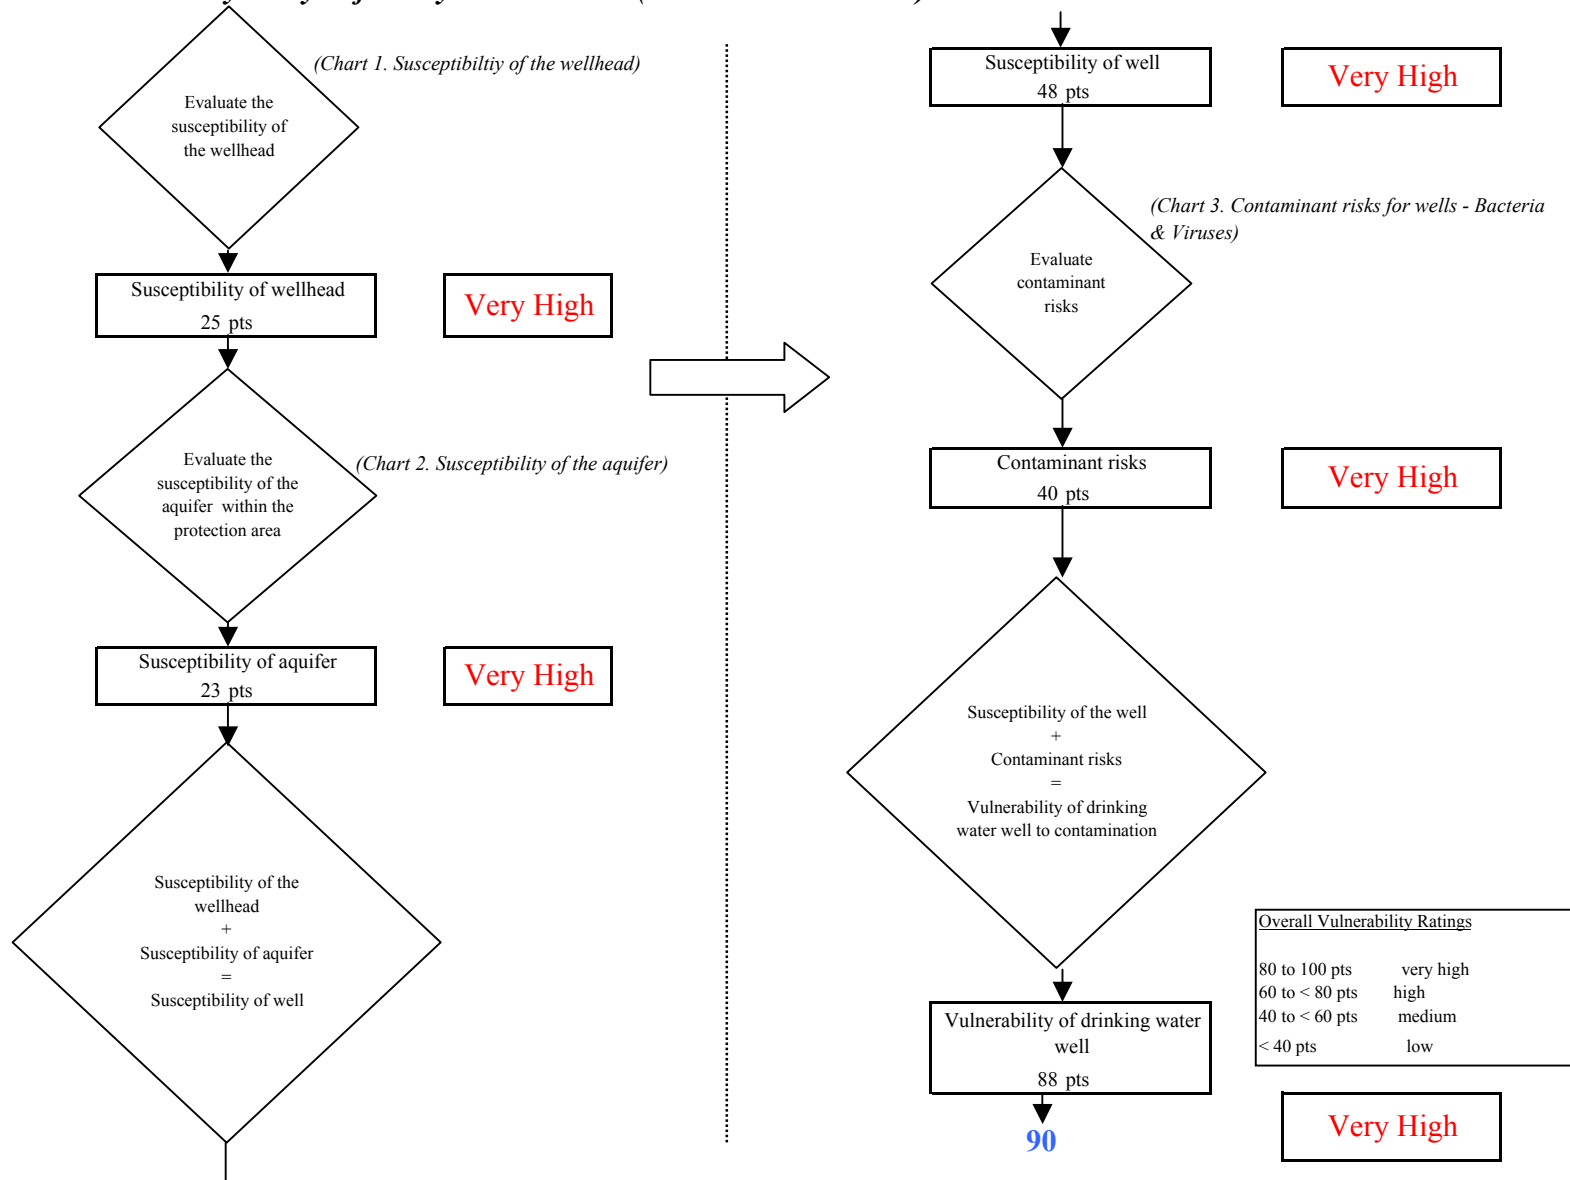 (Chart 1. Susceptibiltiy of the wellhead)
Evaluate the
susceptibility of
the wellhead
Susceptibility of wellhead
25 pts
Very High
Evaluate the
susceptibility of the
aquifer within the
protection area
(Chart 2. Susceptibility of the aquifer)
Susceptibility of aquifer
23 pts
Very High
Susceptibility of the
wellhead
+
Susceptibility of aquifer
=
Susceptibility of well
Susceptibility of well
48 pts
Very High
(Chart 3. Contaminant risks for wells - Bacteria
& Viruses)
Evaluate
contaminant
risks
Contaminant risks
40 pts
Very High
Susceptibility of the well
+
Contaminant risks
=
Vulnerability of drinking
water well to contamination
Overall Vulnerability Ratings
80 to 100 pts very high
60 to < 80 pts high
40 to < 60 pts medium
< 40 pts low
Vulnerability of drinking water
well
88 pts
90
Very High